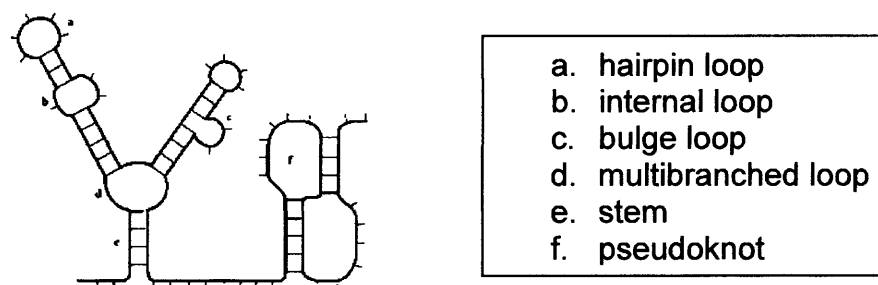 a
b
c
d
e
f
a. hairpin loop
b. internal loop
c. bulge loop
d. multibranched loop
e. stem
f. pseudoknot